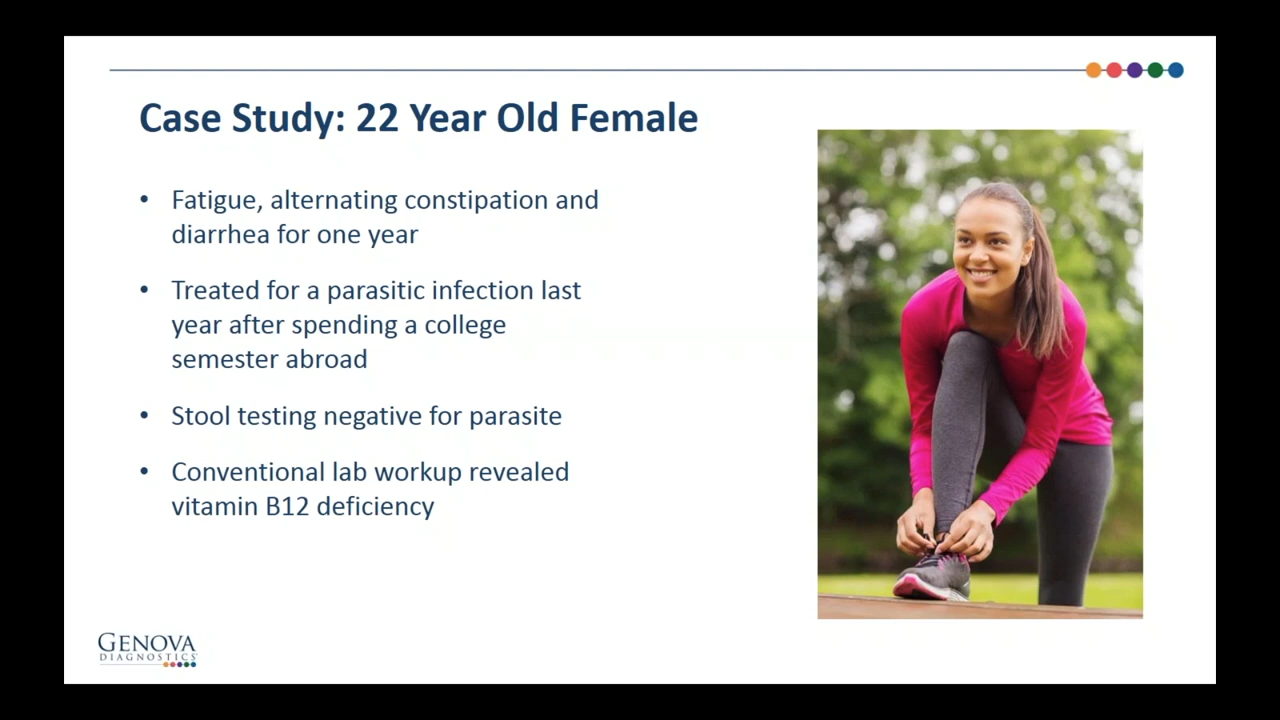 Case Study: 22 Year Old Female
• Fatigue, alternating constipation and
diarrhea for one year
• Treated for a parasitic infection last
year after spending a college
semester abroad
• Stool testing negative for parasite
• Conventional lab workup revealed
vitamin B12 deficiency
GENOVA
DIAGNOSTICS